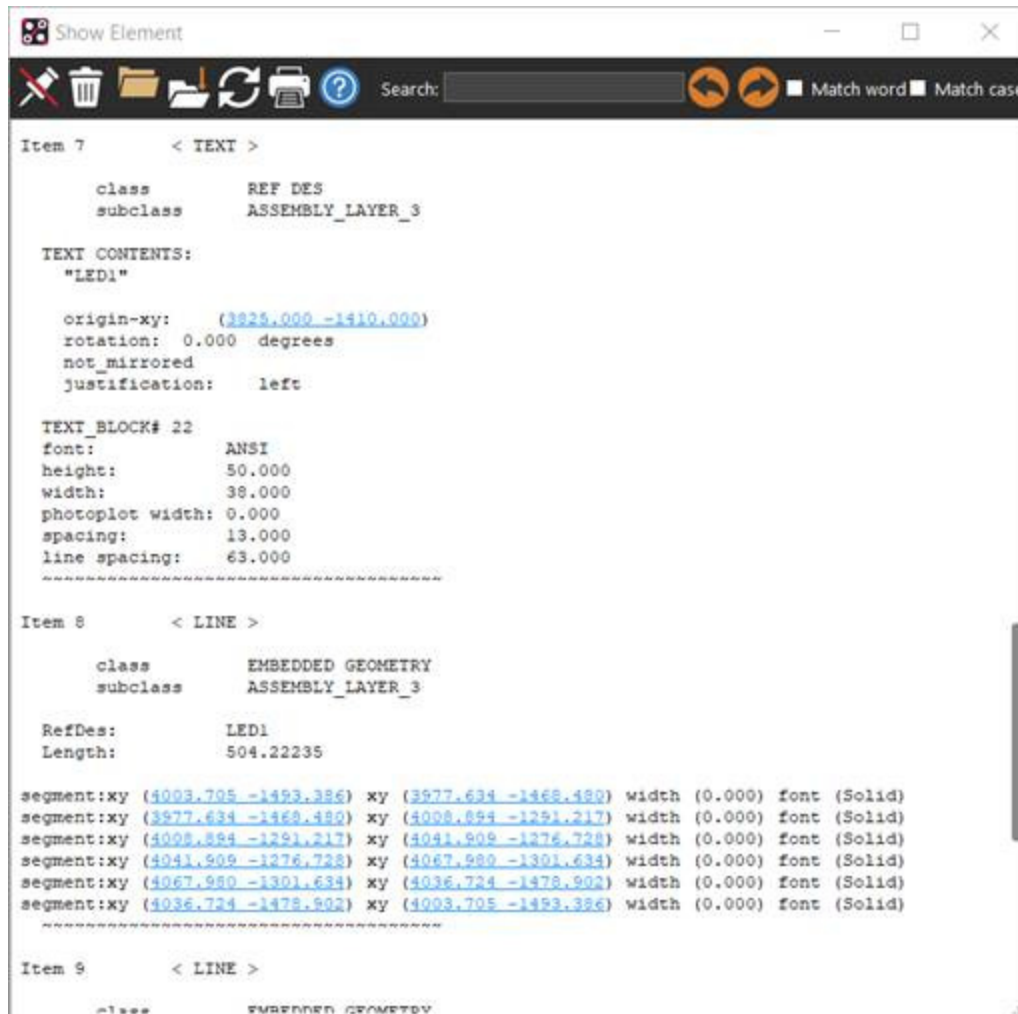 Show Element
Search: Match word Match case
Item 7 < TEXT >
class REF DES
subclass ASSEMBLY_LAYER_3
TEXT CONTENTS:
"LED1"
origin-xy: (3825.000 -1410.000)
rotation: 0.000 degrees
not_mirrored
justification: left
TEXT_BLOCK# 22
font: ANSI
height: 50.000
width: 38.000
photoplot width: 0.000
spacing: 13.000
line spacing: 63.000
~~~~~~~~~~~~~~~~~~~~~~~~~~~~~~~~~~~~~
Item 8 < LINE >
class EMBEDDED GEOMETRY
subclass ASSEMBLY_LAYER_3
RefDes: LED1
Length: 504.22235
segment:xy (4003.705 -1493.386) xy (3977.634 -1468.480) width (0.000) font (Solid)
segment:xy (3977.634 -1468.480) xy (4008.894 -1291.217) width (0.000) font (Solid)
segment:xy (4008.894 -1291.217) xy (4041.909 -1276.728) width (0.000) font (Solid)
segment:xy (4041.909 -1276.728) xy (4067.980 -1301.634) width (0.000) font (Solid)
segment:xy (4067.980 -1301.634) xy (4036.724 -1478.902) width (0.000) font (Solid)
segment:xy (4036.724 -1478.902) xy (4003.705 -1493.386) width (0.000) font (Solid)
~~~~~~~~~~~~~~~~~~~~~~~~~~~~~~~~~~~~~
Item 9 < LINE >
class EMBEDDED GEOMETRY